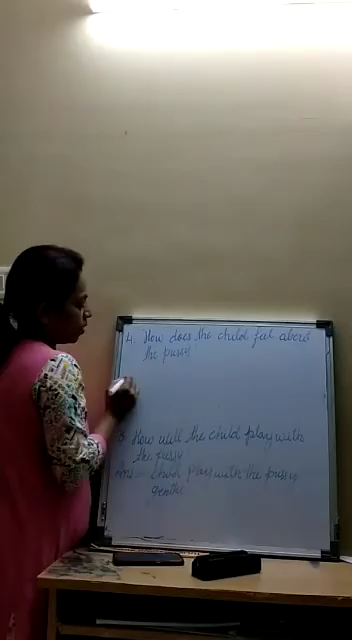 4. How does the child feel about
the pussy
5. How will the child play with
the pussy
Ans - Child plays with the pussy
gentle